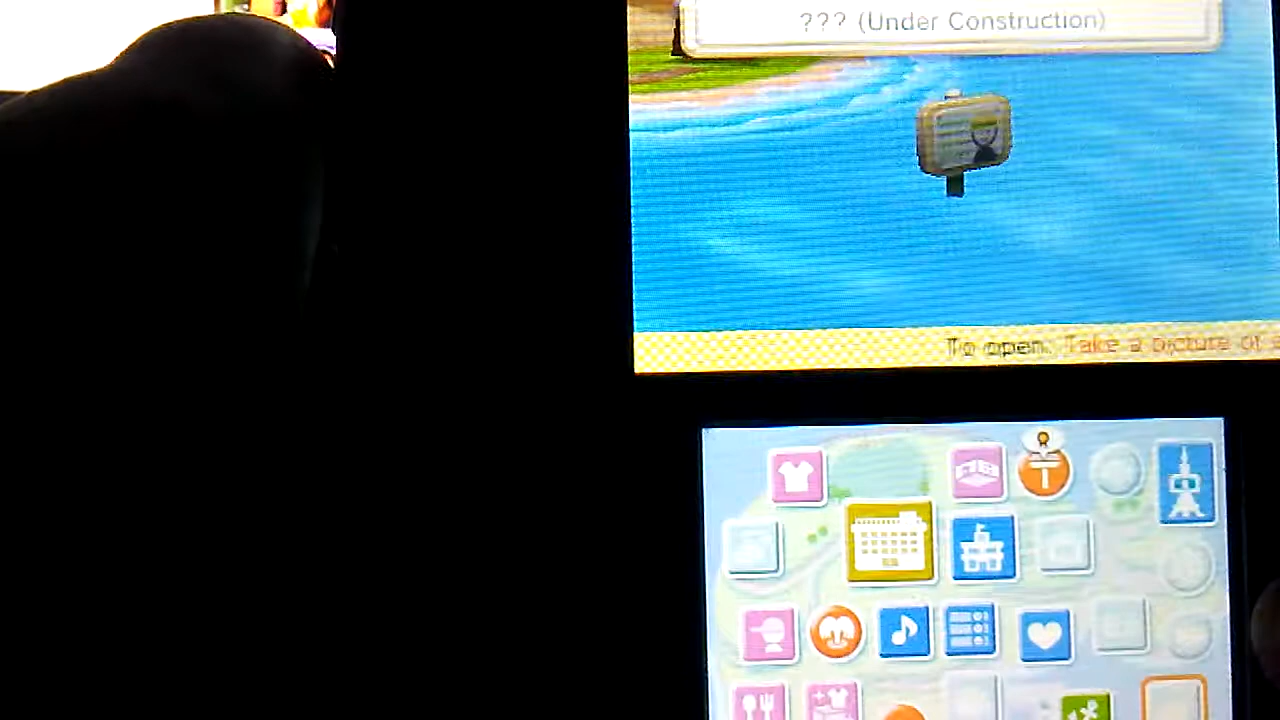 ??? (Under Construction)
To open: Take a picture of a